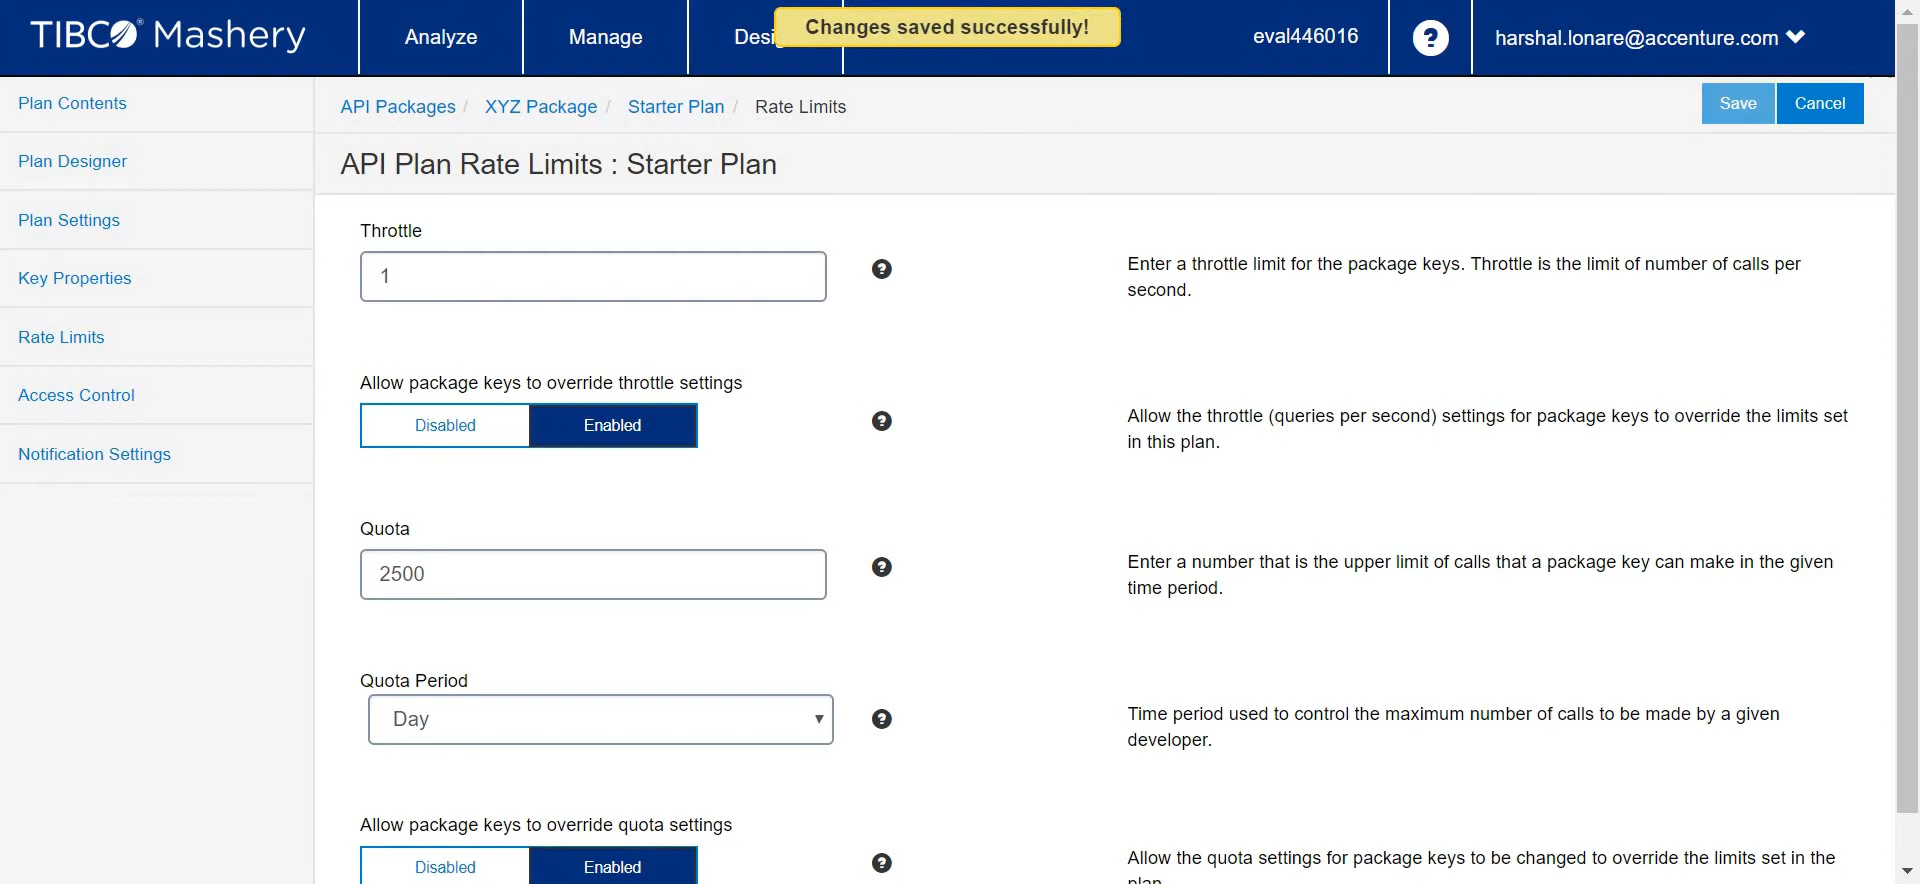 TIBCO® Mashery
Analyze
Manage
Changes saved successfully!
eval446016
?
harshal.lonare@accenture.com
Plan Contents
Plan Designer
Plan Settings
Key Properties
Rate Limits
Access Control
Notification Settings
API Packages / XYZ Package / Starter Plan / Rate Limits
Save
Cancel
API Plan Rate Limits : Starter Plan
Throttle
1
?
Enter a throttle limit for the package keys. Throttle is the limit of number of calls per
second.
Allow package keys to override throttle settings
Disabled
Enabled
?
Allow the throttle (queries per second) settings for package keys to override the limits set
in this plan.
Quota
2500
?
Enter a number that is the upper limit of calls that a package key can make in the given
time period.
Quota Period
Day
?
Time period used to control the maximum number of calls to be made by a given
developer.
Allow package keys to override quota settings
Disabled
Enabled
?
Allow the quota settings for package keys to be changed to override the limits set in the
plan.